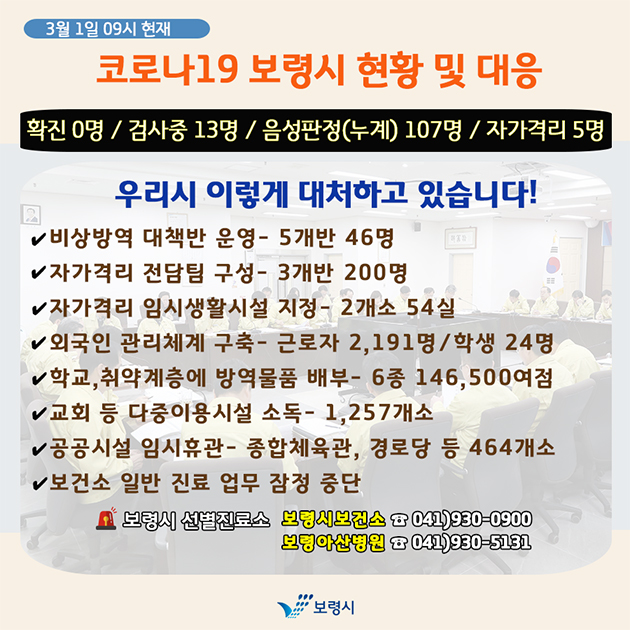 3월 1일 09시 현재
코로나19 보령시 현황 및 대응
확진 0명 / 검사중 13명 / 음성판정(누계) 107명 / 자가격리 5명
우리시 이렇게 대처하고 있습니다!
✔비상방역 대책반 운영- 5개반 46명
✔자가격리 전담팀 구성- 3개반 200명
✔자가격리 임시생활시설 지정- 2개소 54실
✔외국인 관리체계 구축- 근로자 2,191명/학생 24명
✔학교,취약계층에 방역물품 배부- 6종 146,500여점
✔교회 등 다중이용시설 소독- 1,257개소
✔공공시설 임시휴관- 종합체육관, 경로당 등 464개소
✔보건소 일반 진료 업무 잠정 중단
보령시 선별진료소 보령시보건소 ☎ 041)930-0900
보령아산병원 ☎ 041)930-5131
보령시